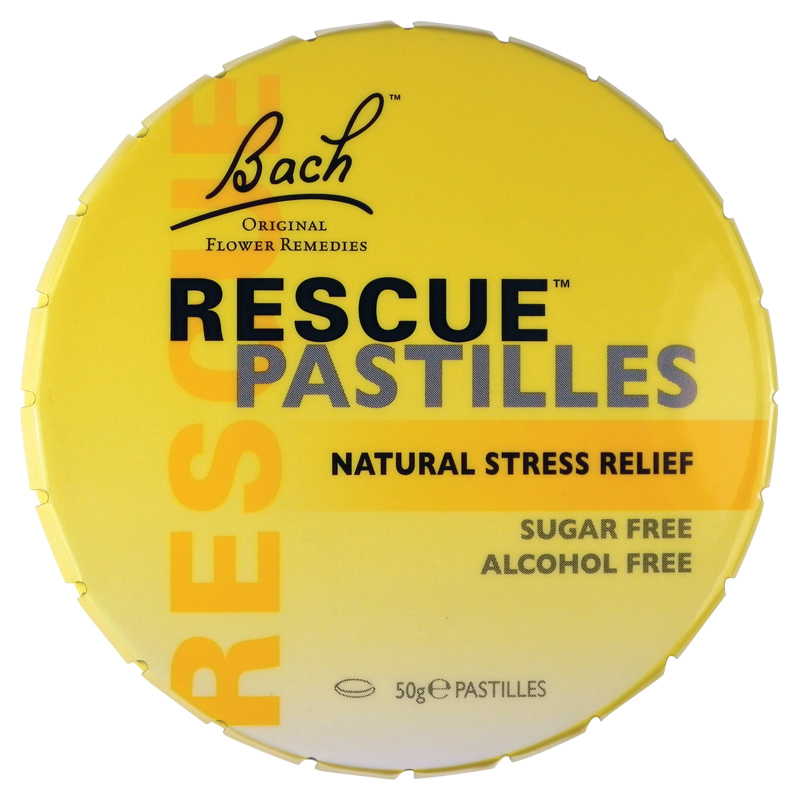 Bach™
ORIGINAL
FLOWER REMEDIES
RESCUE™
PASTILLES
NATURAL STRESS RELIEF
SUGAR FREE
ALCOHOL FREE
50g℮ PASTILLES
RESCUE